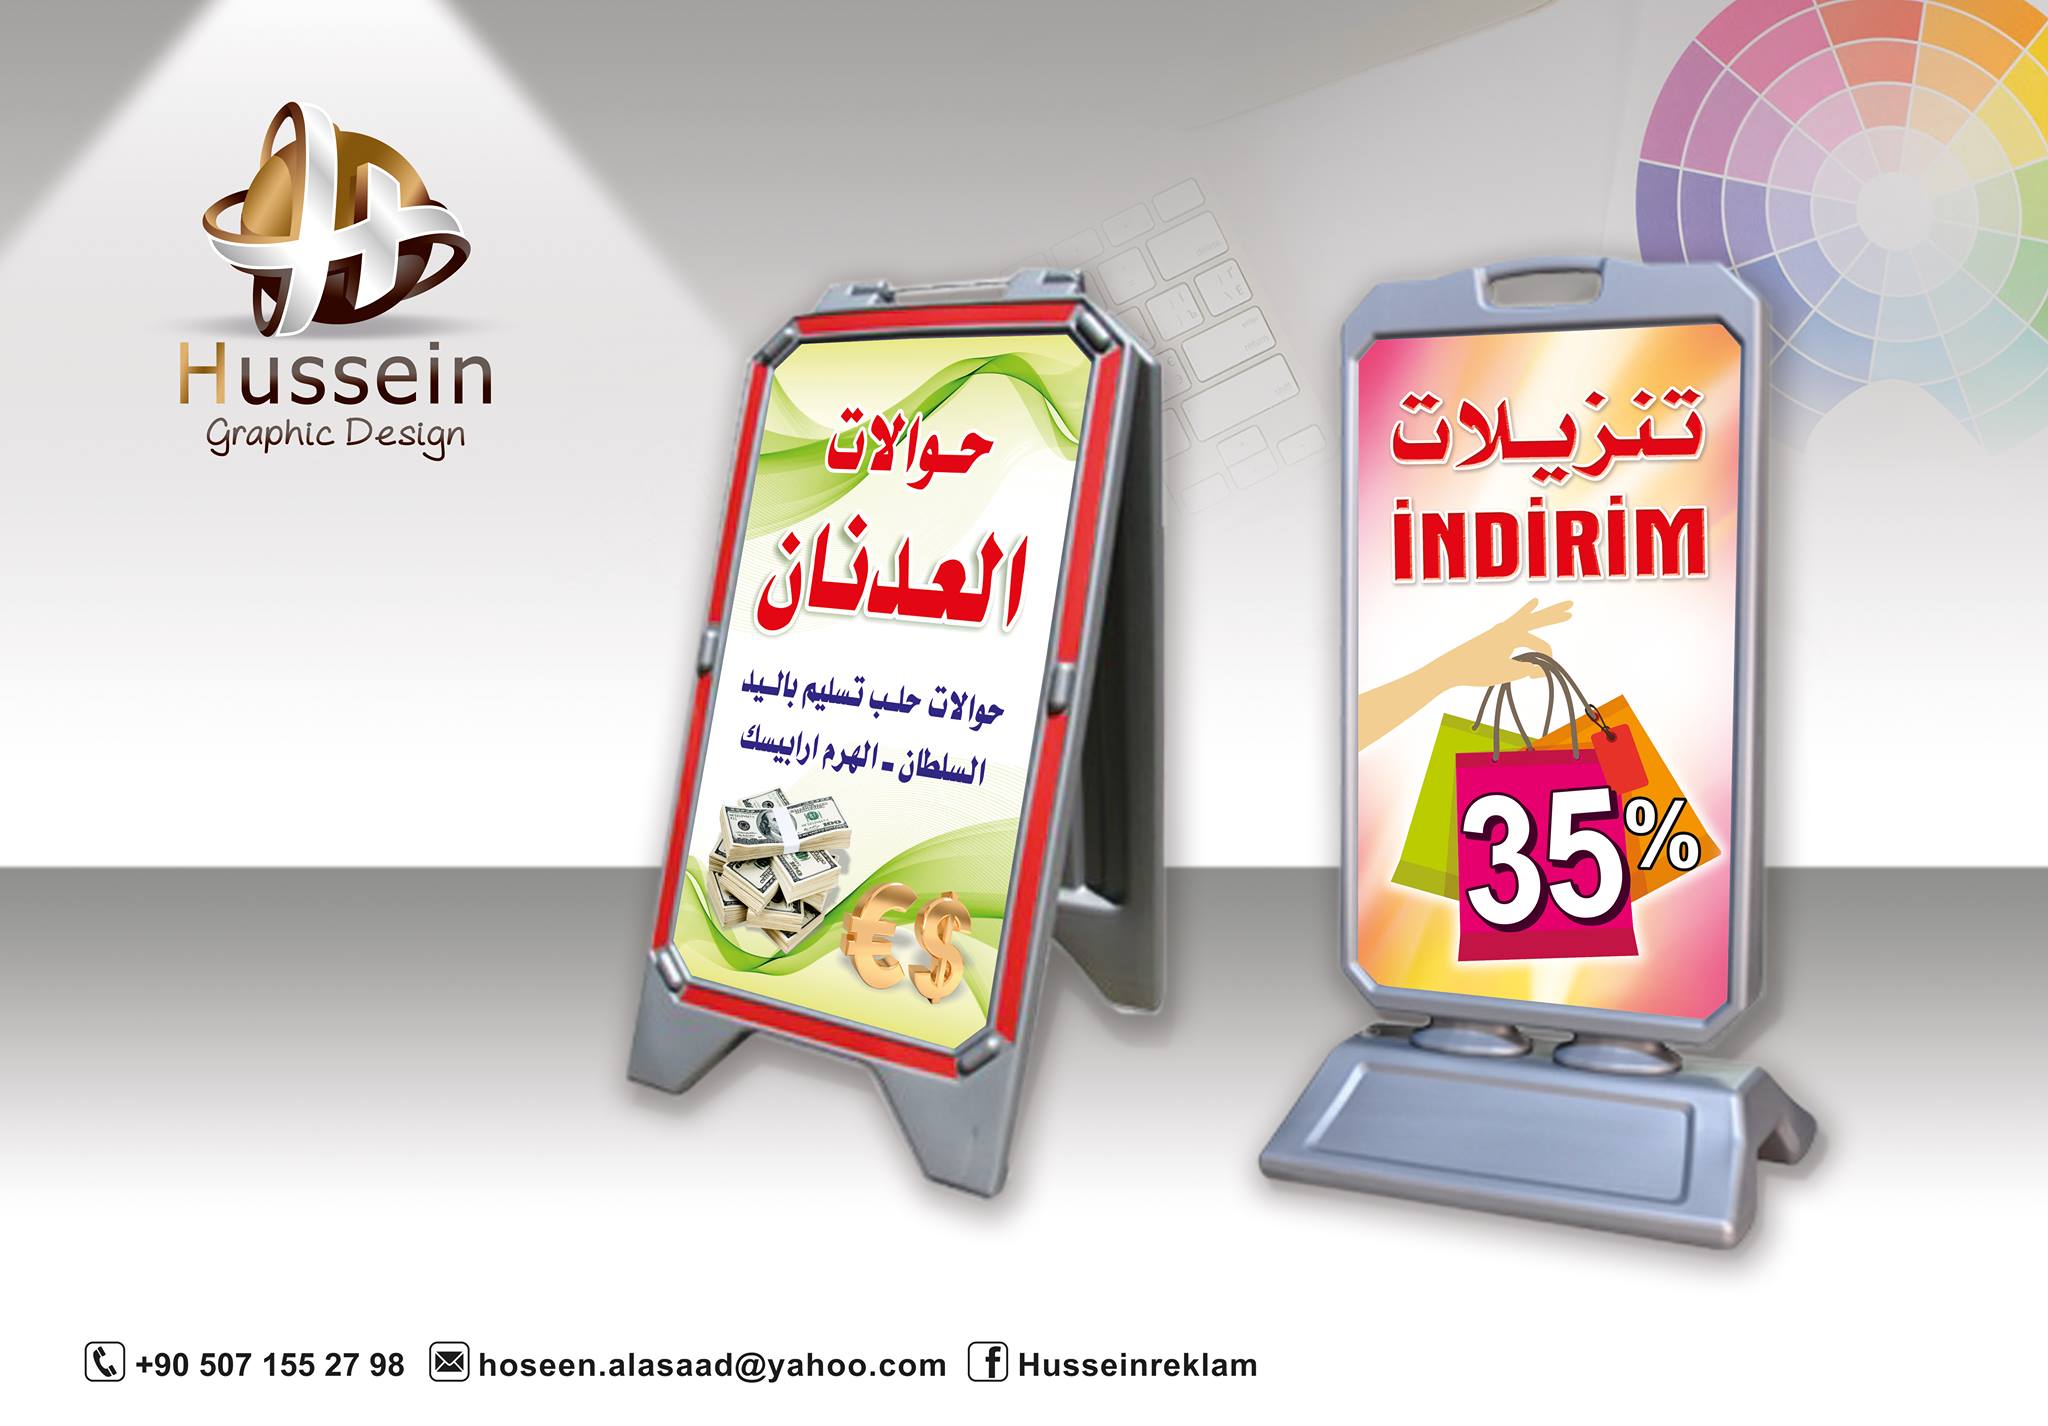 Hussein
Graphic Design
حوالات
العدنان
حوالات حلب تسليم باليد
السلطان - الهرم ارابيسك
تنزيلات
İNDİRİM
35%
+90 507 155 27 98
hoseen.alasaad@yahoo.com
Husseinreklam